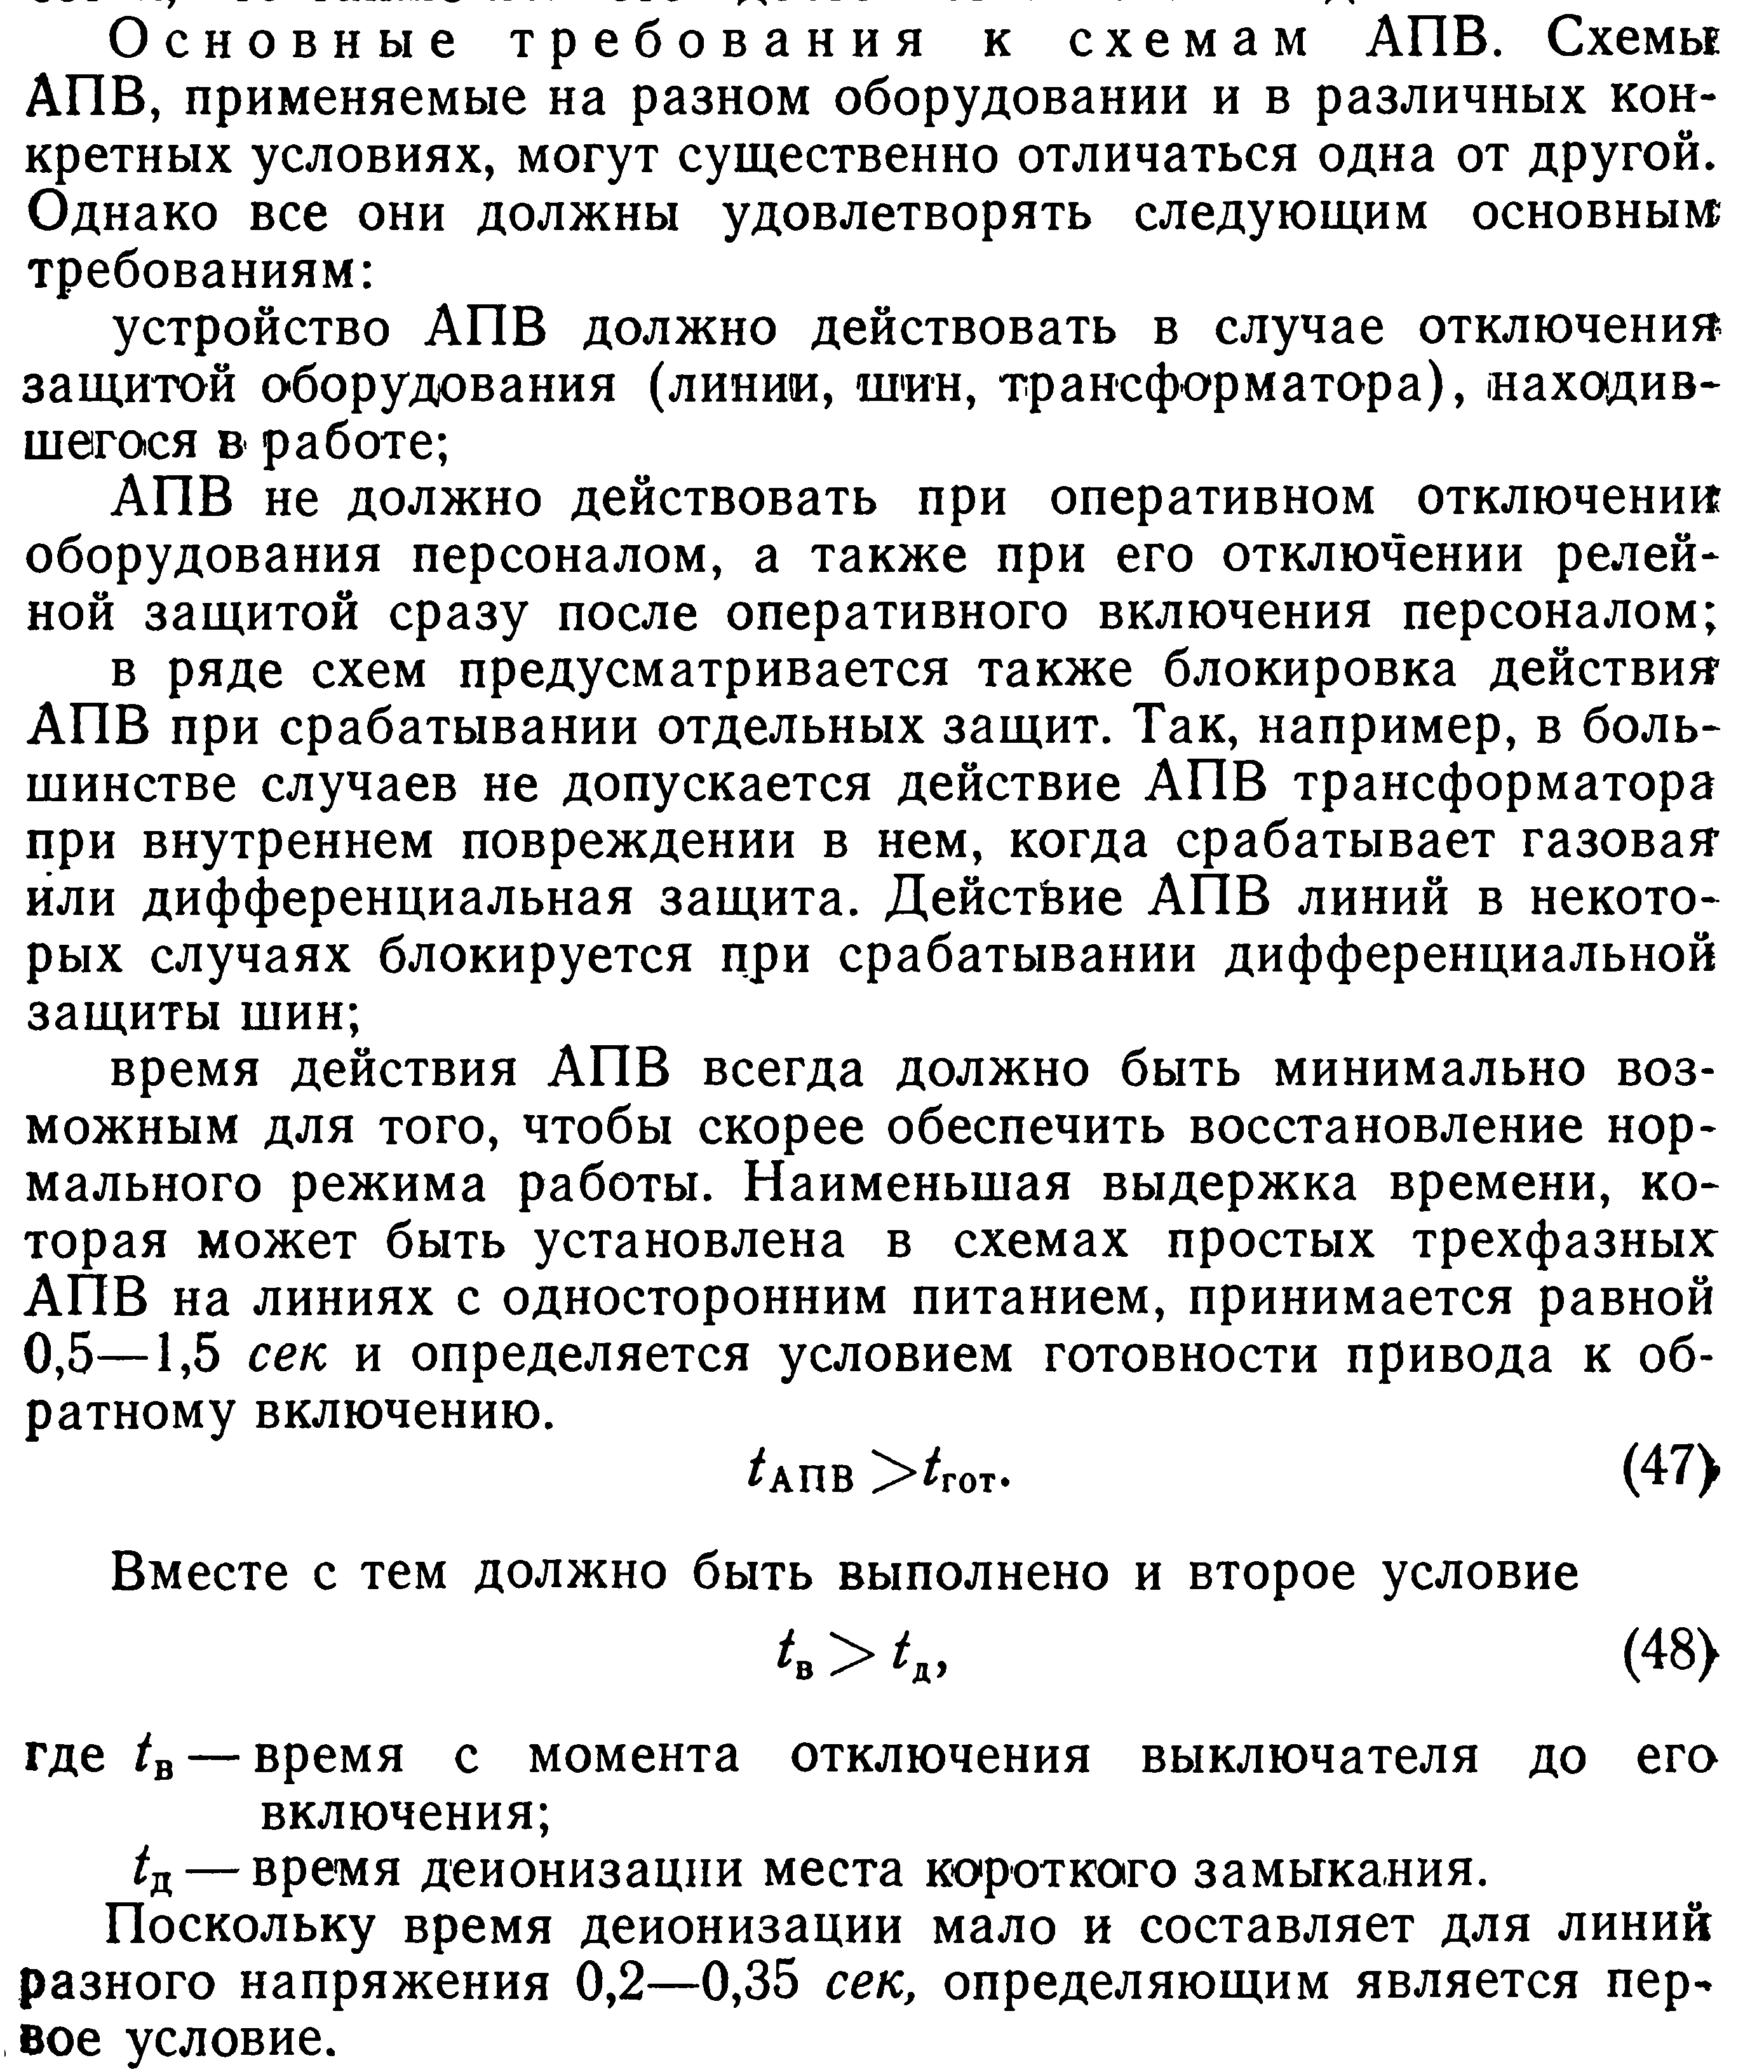 Основные требования к схемам АПВ. Схемы
АПВ, применяемые на разном оборудовании и в различных кон-
кретных условиях, могут существенно отличаться одна от другой.
Однако все они должны удовлетворять следующим основным
требованиям:
устройство АПВ должно действовать в случае отключения
защитой оборудования (линии, шин, трансформатора), находив-
шегося в работе;
АПВ не должно действовать при оперативном отключении
оборудования персоналом, а также при его отключении релей-
ной защитой сразу после оперативного включения персоналом;
в ряде схем предусматривается также блокировка действия
АПВ при срабатывании отдельных защит. Так, например, в боль-
шинстве случаев не допускается действие АПВ трансформатора
при внутреннем повреждении в нем, когда срабатывает газовая
или дифференциальная защита. Действие АПВ линий в некото-
рых случаях блокируется при срабатывании дифференциальной
защиты шин;
время действия АПВ всегда должно быть минимально воз-
можным для того, чтобы скорее обеспечить восстановление нор-
мального режима работы. Наименьшая выдержка времени, ко-
торая может быть установлена в схемах простых трехфазных
АПВ на линиях с односторонним питанием, принимается равной
0,5—1,5 сек и определяется условием готовности привода к об-
ратному включению.
tАПВ > tгот. (47)
Вместе с тем должно быть выполнено и второе условие
tв > tд, (48)
где tв — время с момента отключения выключателя до его
включения;
tд — время деионизации места короткого замыкания.
Поскольку время деионизации мало и составляет для линий
разного напряжения 0,2—0,35 сек, определяющим является пер-
вое условие.